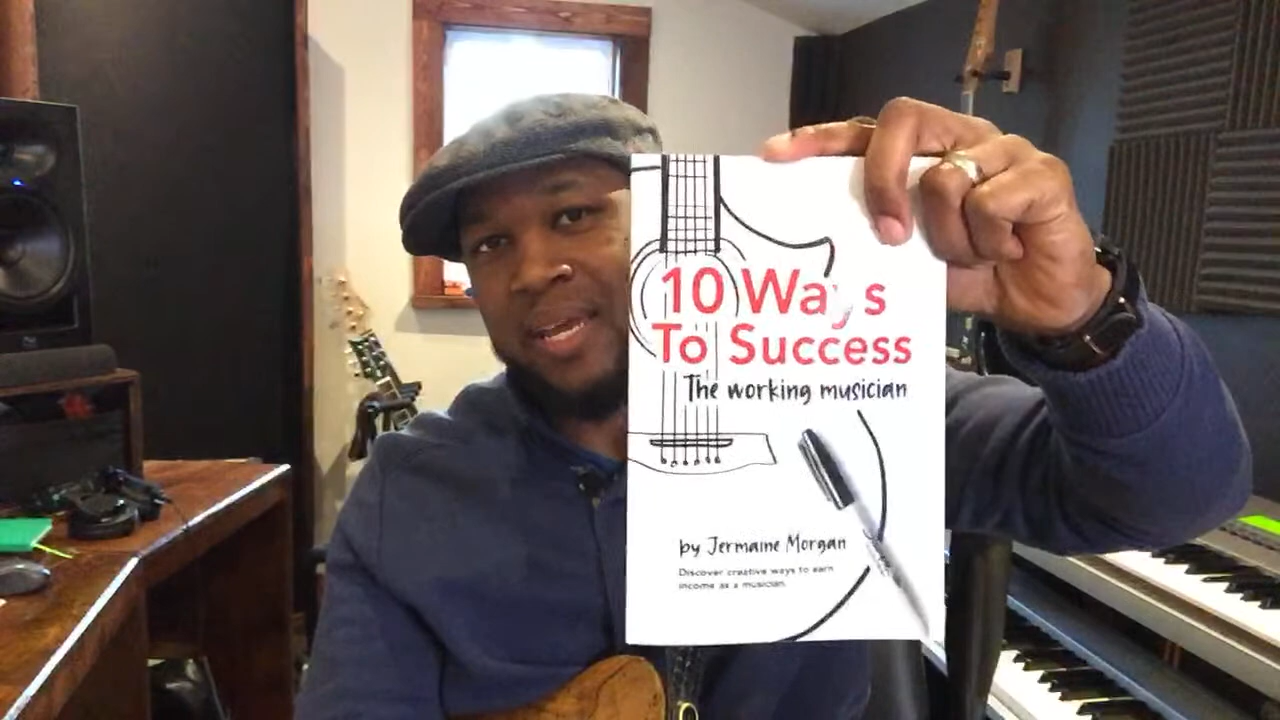 10 Ways
To Success
The working musician
by Jermaine Morgan
Discover creative ways to earn
income as a musician.